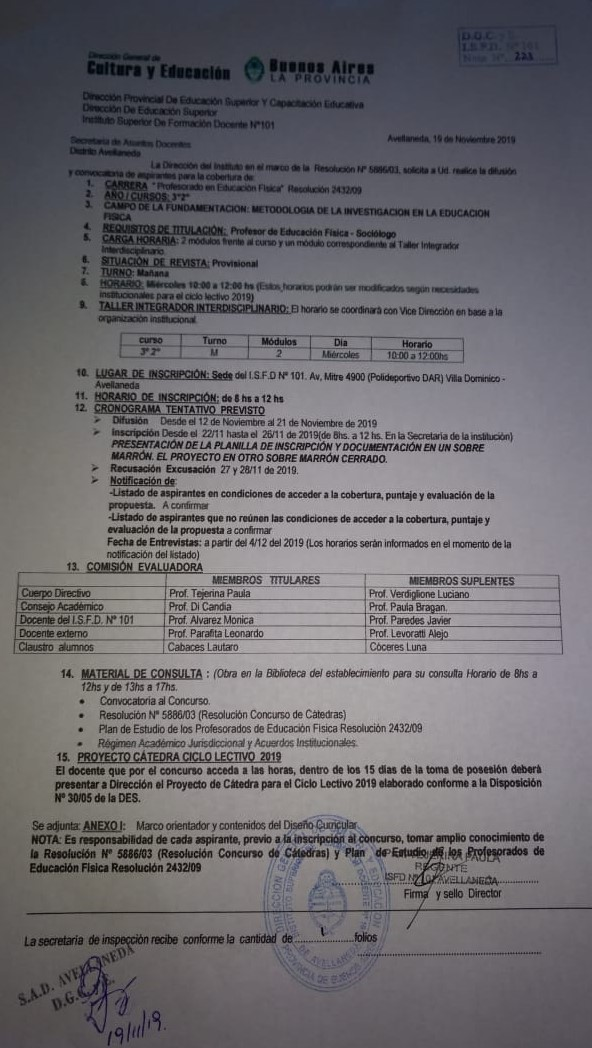 D.G.C. y E.
I.S.F.D. Nº 101
Nota Nº 221
Dirección General de
Cultura y Educación
Buenos Aires
LA PROVINCIA
Dirección Provincial De Educación Superior Y Capacitación Educativa
Dirección De Educación Superior
Instituto Superior De Formación Docente Nº101
Avellaneda, 19 de Noviembre 2019
Secretaria de Asuntos Docentes
Distrito Avellaneda
La Dirección del Instituto en el marco de la Resolución Nº 5886/03, solicita a Ud. realice la difusión
y convocatoria de aspirantes para la cobertura de:
1. CARRERA "Profesorado en Educación Física" Resolución 2432/09
2. AÑO / CURSOS: 3º2º
3. CAMPO DE LA FUNDAMENTACIÓN: METODOLOGIA DE LA INVESTIGACION EN LA EDUCACION
FISICA
4. REQUISITOS DE TITULACIÓN: Profesor de Educación Física - Sociólogo
5. CARGA HORARIA: 2 módulos frente al curso y un módulo correspondiente al Taller Integrador
Interdisciplinario.
6. SITUACIÓN DE REVISTA: Provisional
7. TURNO: Mañana
8. HORARIO: Miércoles 10:00 a 12:00 hs (Estos horarios podrán ser modificados según necesidades
institucionales para el ciclo lectivo 2019)
9. TALLER INTEGRADOR INTERDISCIPLINARIO: El horario se coordinará con Vice Dirección en base a la
organización institucional.
curso Turno Módulos Dia Horario
3º 2º M 2 Miércoles 10:00 a 12:00hs
10. LUGAR DE INSCRIPCIÓN: Sede del I.S.F.D Nº 101. Av, Mitre 4900 (Polideportivo DAR) Villa Dominico -
Avellaneda
11. HORARIO DE INSCRIPCIÓN: de 8 hs a 12 hs
12. CRONOGRAMA TENTATIVO PREVISTO
➢ Difusión Desde el 12 de Noviembre al 21 de Noviembre de 2019
➢ Inscripción Desde el 22/11 hasta el 26/11 de 2019(de 8hs. a 12 hs. En la Secretaria de la institución)
PRESENTACIÓN DE LA PLANILLA DE INSCRIPCIÓN Y DOCUMENTACIÓN EN UN SOBRE
MARRÓN. EL PROYECTO EN OTRO SOBRE MARRÓN CERRADO.
➢ Recusación Excusación 27 y 28/11 de 2019.
➢ Notificación de:
-Listado de aspirantes en condiciones de acceder a la cobertura, puntaje y evaluación de la
propuesta. A confirmar
-Listado de aspirantes que no reúnen las condiciones de acceder a la cobertura, puntaje y
evaluación de la propuesta a confirmar
Fecha de Entrevistas: a partir del 4/12 del 2019 (Los horarios serán informados en el momento de la
notificación del listado)
13. COMISIÓN EVALUADORA
MIEMBROS TITULARES MIEMBROS SUPLENTES
Cuerpo Directivo Prof. Tejerina Paula Prof. Verdiglione Luciano
Consejo Académico Prof. Di Candia Prof. Paula Bragan.
Docente del I.S.F.D. Nº 101 Prof. Alvarez Monica Prof. Paredes Javier
Docente externo Prof. Parafita Leonardo Prof. Levoratti Alejo
Claustro alumnos Cabaces Lautaro Cóceres Luna
14. MATERIAL DE CONSULTA : (Obra en la Biblioteca del establecimiento para su consulta Horario de 8hs a
12hs y de 13hs a 17hs.
• Convocatoria al Concurso.
• Resolución Nº 5886/03 (Resolución Concurso de Cátedras)
• Plan de Estudio de los Profesorados de Educación Física Resolución 2432/09
• Régimen Académico Jurisdiccional y Acuerdos Institucionales.
15. PROYECTO CÁTEDRA CICLO LECTIVO 2019
El docente que por el concurso acceda a las horas, dentro de los 15 días de la toma de posesión deberá
presentar a Dirección el Proyecto de Cátedra para el Ciclo Lectivo 2019 elaborado conforme a la Disposición
Nº 30/05 de la DES.
Se adjunta: ANEXO I: Marco orientador y contenidos del Diseño Curricular.
NOTA: Es responsabilidad de cada aspirante, previo a la inscripción al concurso, tomar amplio conocimiento de
la Resolución Nº 5886/03 (Resolución Concurso de Cátedras) y Plan de Estudio de los Profesorados de
Educación Física Resolución 2432/09
PAULA
REGENTE
ISFD Nº 101 AVELLANEDA
Firma y sello Director
La secretaria de inspección recibe conforme la cantidad de 1 folios
S.A.D. AVELLANEDA
D.G.C. y E.
19/11/19.